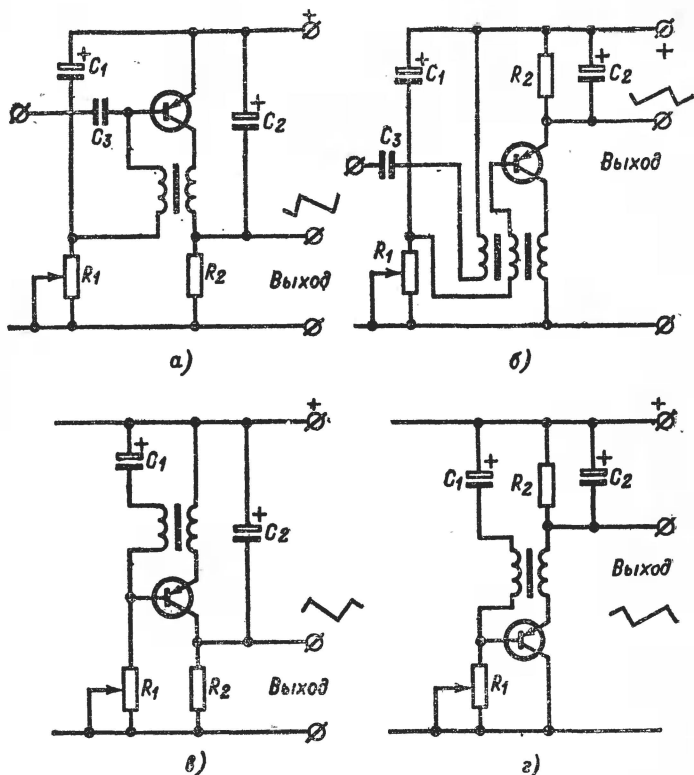 +
+ C1
C3
+ C2
R1
R2
Выход
а)
+
+ C1
R2
+ C2
C3
Выход
R1
б)
+
+ C1
+ C2
R1
R2
Выход
в)
+
C1 +
R2
+ C2
Выход
R1
г)